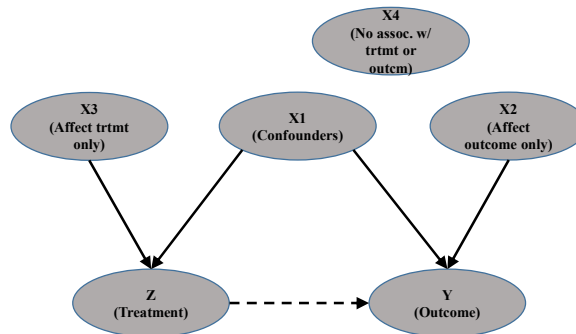 X4
(No assoc. w/
trtmt or
outcm)
X3
(Affect trtmt
only)
X1
(Confounders)
X2
(Affect
outcome only)
Z
(Treatment)
Y
(Outcome)